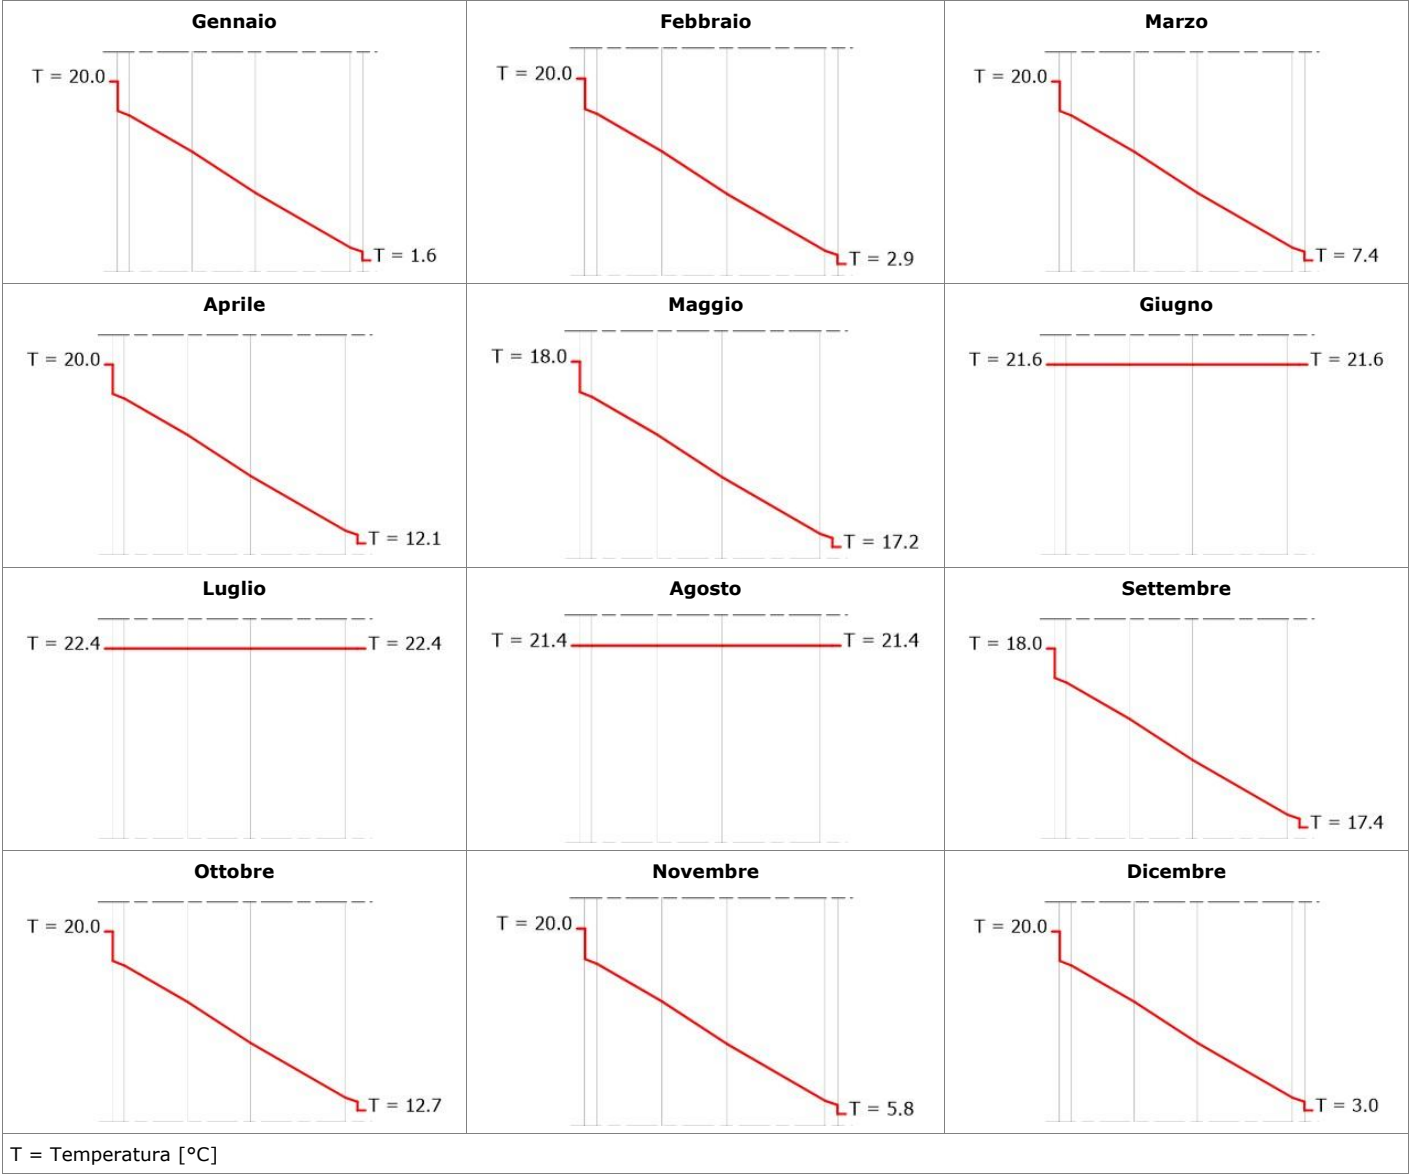 Gennaio
T = 20.0
T = 1.6
Febbraio
T = 20.0
T = 2.9
Marzo
T = 20.0
T = 7.4
Aprile
T = 20.0
T = 12.1
Maggio
T = 18.0
T = 17.2
Giugno
T = 21.6
T = 21.6
Luglio
T = 22.4
T = 22.4
Agosto
T = 21.4
T = 21.4
Settembre
T = 18.0
T = 17.4
Ottobre
T = 20.0
T = 12.7
Novembre
T = 20.0
T = 5.8
Dicembre
T = 20.0
T = 3.0
T = Temperatura [°C]